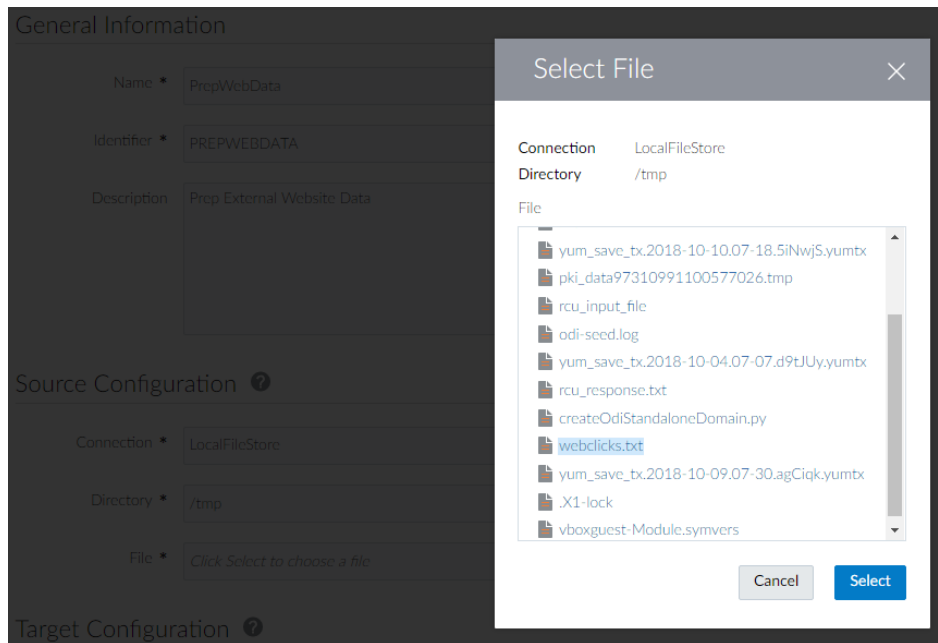 General Information
Name *
PrepWebData
Identifier *
PREPWEBDATA
Description
Prep External Website Data
Source Configuration ?
Connection *
LocalFileStore
Directory *
/tmp
File *
Click Select to choose a file
Target Configuration ?
Select File
Connection LocalFileStore
Directory /tmp
File
yum_save_tx.2018-10-10.07-18.5iNwjS.yumtx
pki_data97310991100577026.tmp
rcu_input_file
odi-seed.log
yum_save_tx.2018-10-04.07-07.d9tJUy.yumtx
rcu_response.txt
createOdiStandaloneDomain.py
webclicks.txt
yum_save_tx.2018-10-09.07-30.agCiqk.yumtx
.X1-lock
vboxguest-Module.symvers
Cancel Select